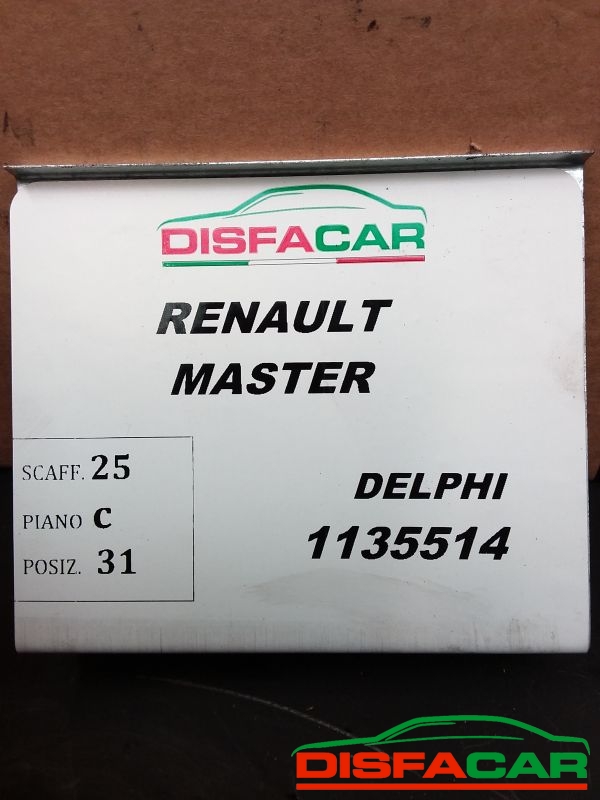 DISFACAR
RENAULT
MASTER
SCAFF. 25
PIANO C
POSIZ. 31
DELPHI
1135514
DISFACAR